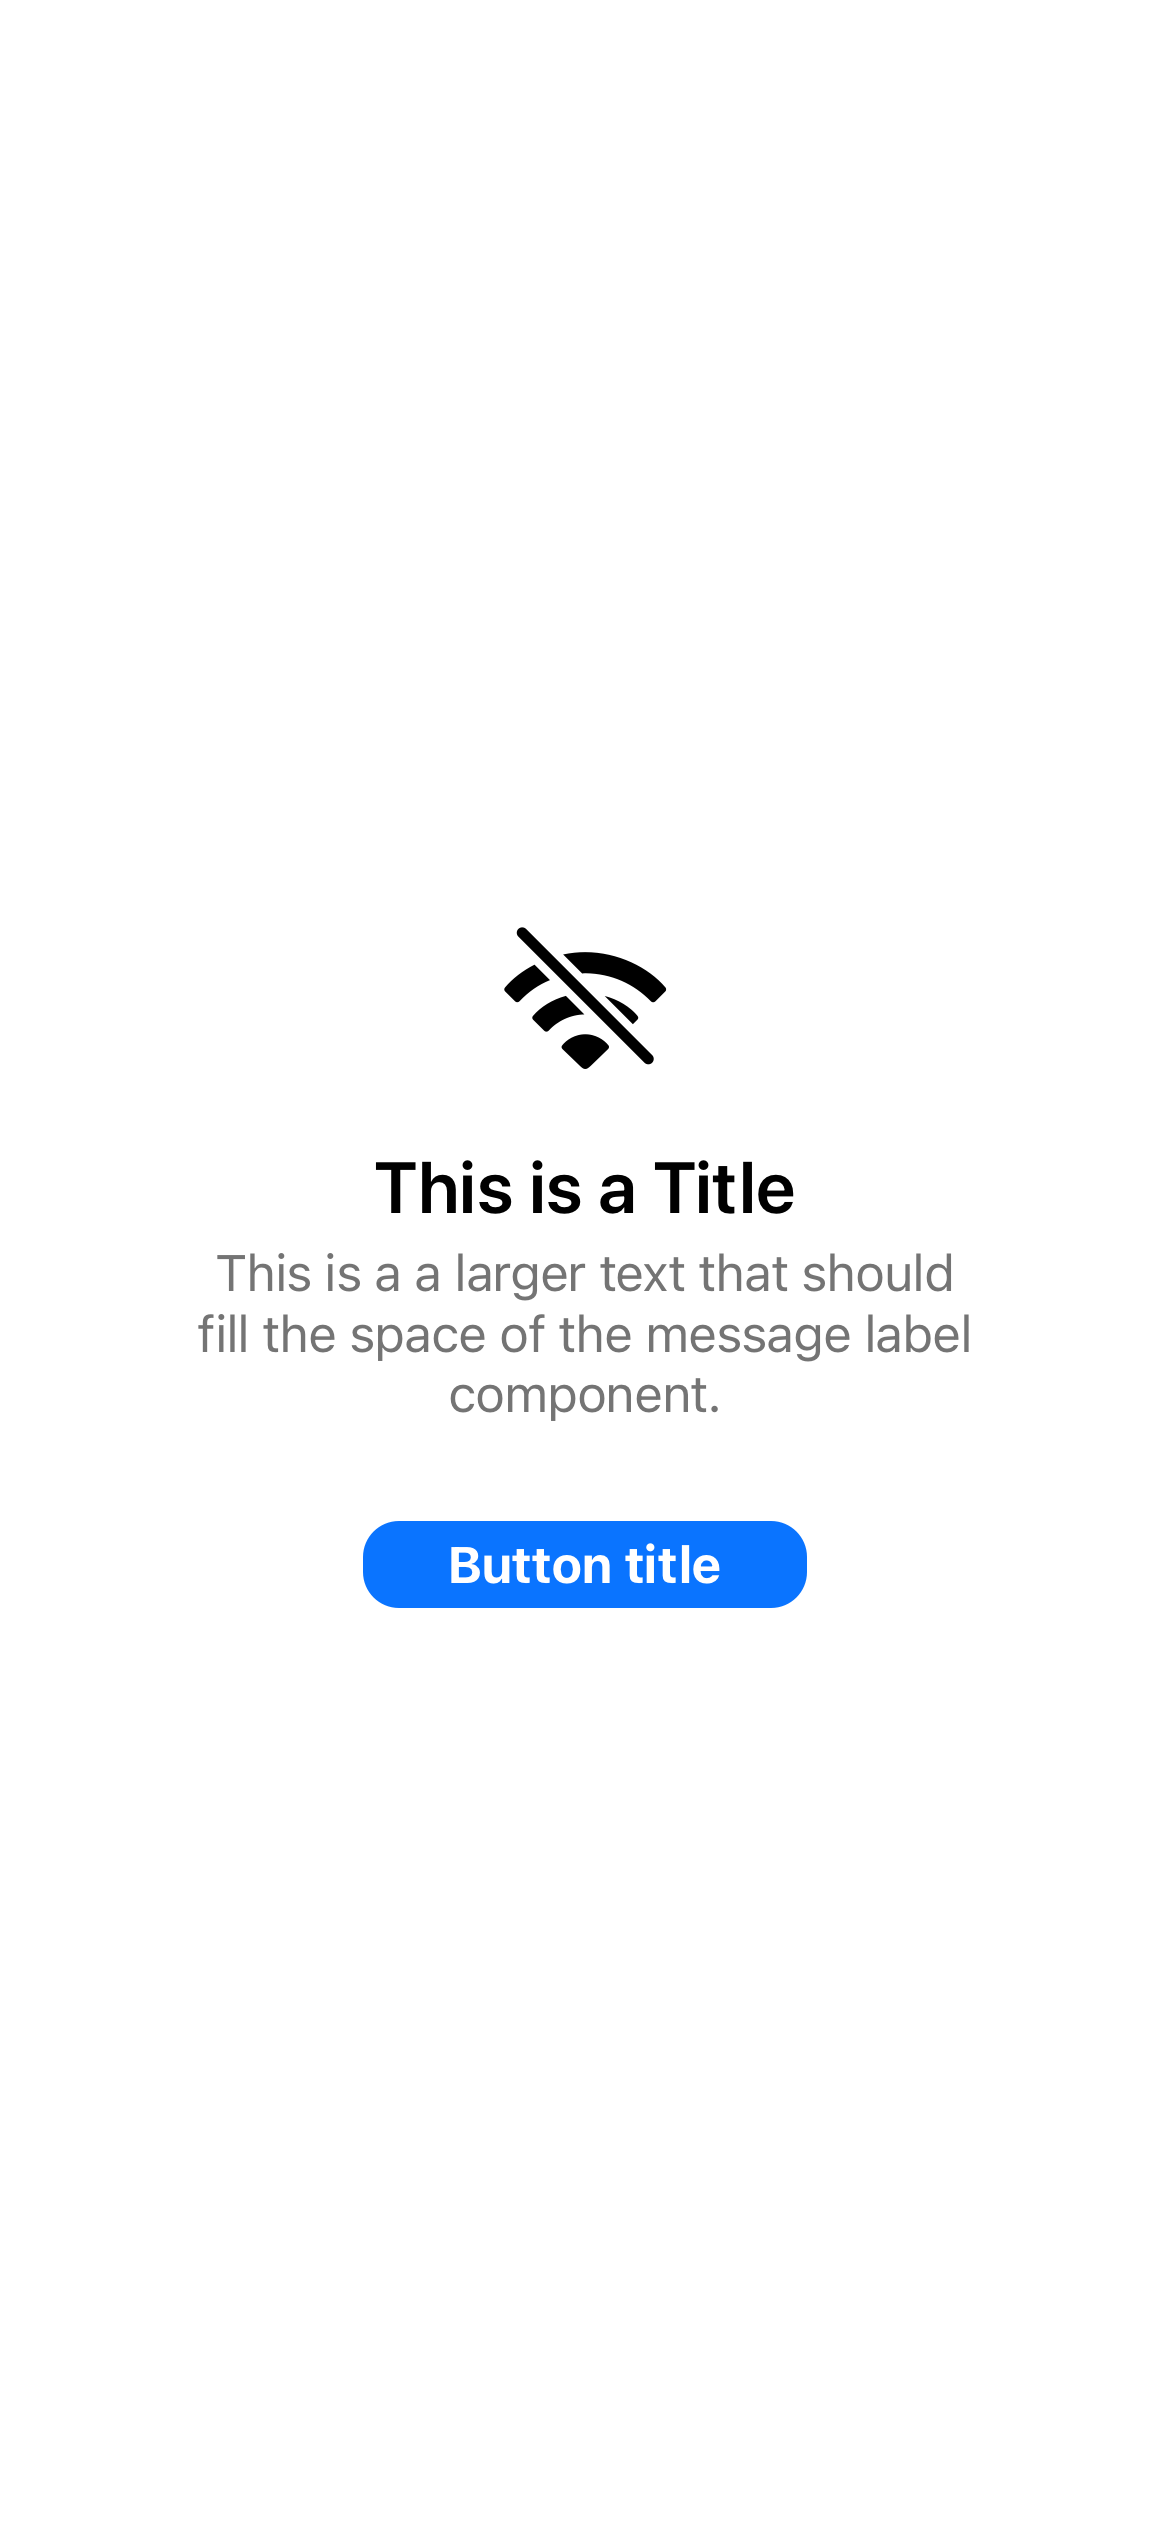 This is a Title
This is a a larger text that should
fill the space of the message label
component.
Button title